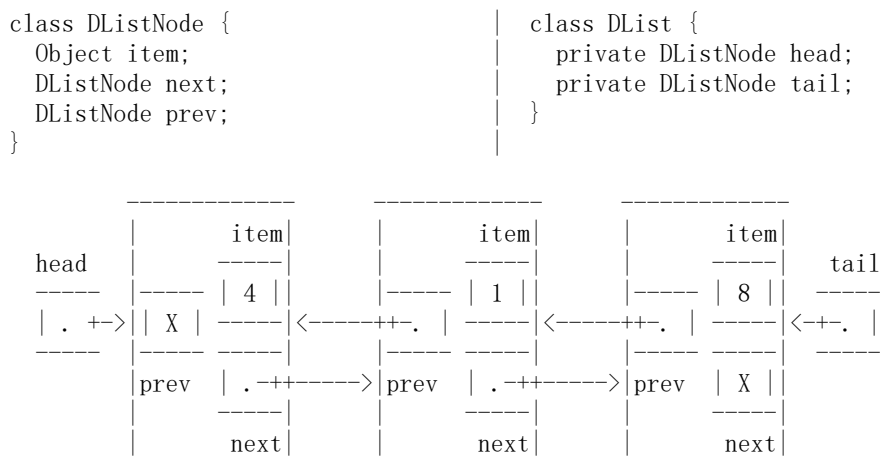 class DListNode {                    |  class DList {
  Object item;                       |    private DListNode head;
  DListNode next;                    |    private DListNode tail;
  DListNode prev;                    |  }
}                                    |
         -------------      -------------      -------------
         |       item|      |       item|      |       item|
  head   |      -----|      |      -----|      |      -----|   tail
  -----  |----- | 4 ||      |----- | 1 ||      |----- | 8 ||  -----
  | . +->|| X | -----|<-----++-. | -----|<-----++-. | -----|<-+-. |
  -----  |----- -----|      |----- -----|      |----- -----|  -----
         |prev  | .-++----->|prev  | .-++----->|prev  | X ||
         |      -----|      |      -----|      |      -----|
         |       next|      |       next|      |       next|